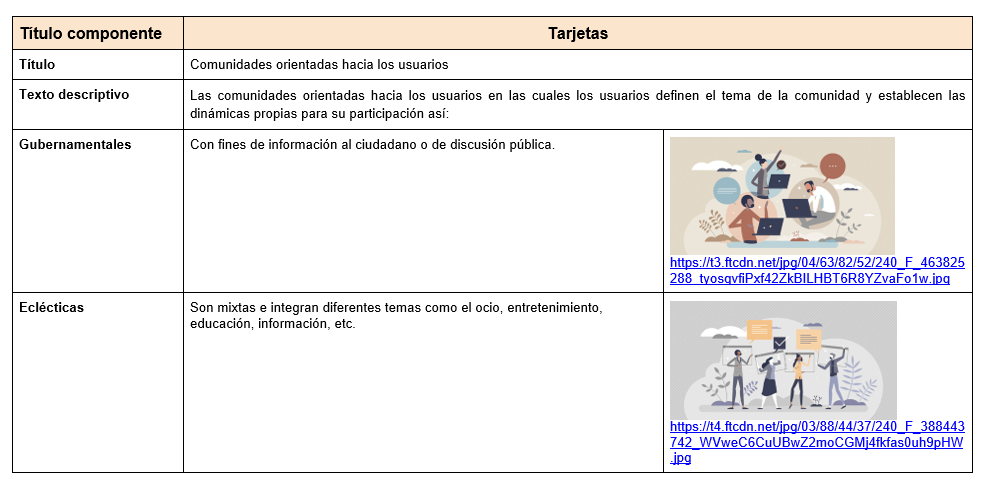 Título componente
Tarjetas
Título
Comunidades orientadas hacia los usuarios
Texto descriptivo
Las comunidades orientadas hacia los usuarios en las cuales los usuarios definen el tema de la comunidad y establecen las
dinámicas propias para su participación así:
Gubernamentales
Con fines de información al ciudadano o de discusión pública.
https://t3.ftcdn.net/jpg/04/63/82/52/240_F_463825
288_tvosgvfiPxf42ZkBILHBT6R8YZvaFo1w.jpg
Eclécticas
Son mixtas e integran diferentes temas como el ocio, entretenimiento,
educación, información, etc.
https://t4.ftcdn.net/jpg/03/88/44/37/240_F_388443
742_WVweC6CuUBwZ2moCGMj4fkfas0uh9pHW
.jpg